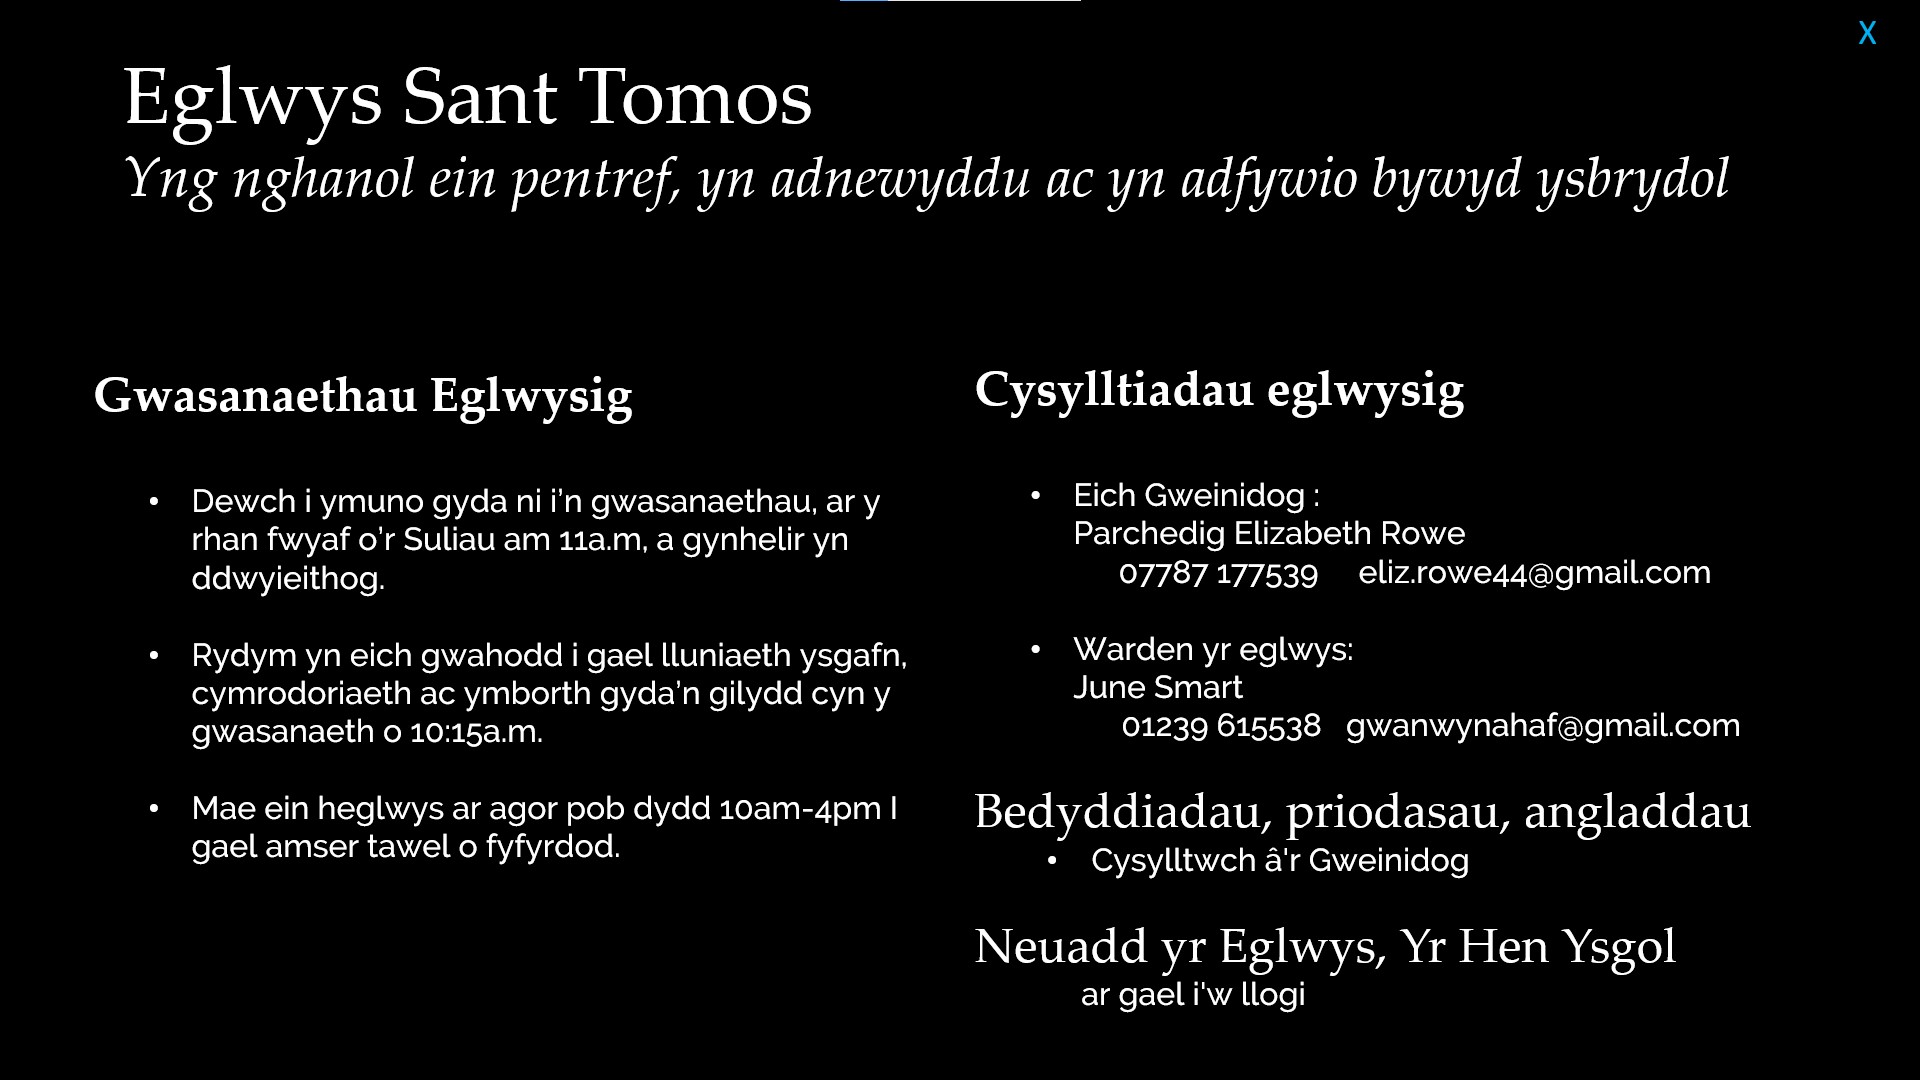 X
Eglwys Sant Tomos
Yng nghanol ein pentref, yn adnewyddu ac yn adfywio bywyd ysbrydol
Gwasanaethau Eglwysig
• Dewch i ymuno gyda ni i’n gwasanaethau, ar y
rhan fwyaf o’r Suliau am 11a.m, a gynhelir yn
ddwyieithog.
• Rydym yn eich gwahodd i gael lluniaeth ysgafn,
cymrodoriaeth ac ymborth gyda’n gilydd cyn y
gwasanaeth o 10:15a.m.
• Mae ein heglwys ar agor pob dydd 10am-4pm I
gael amser tawel o fyfyrdod.
Cysylltiadau eglwysig
• Eich Gweinidog :
Parchedig Elizabeth Rowe
07787 177539 eliz.rowe44@gmail.com
• Warden yr eglwys:
June Smart
01239 615538 gwanwynahaf@gmail.com
Bedyddiadau, priodasau, angladdau
• Cysylltwch â'r Gweinidog
Neuadd yr Eglwys, Yr Hen Ysgol
ar gael i'w llogi